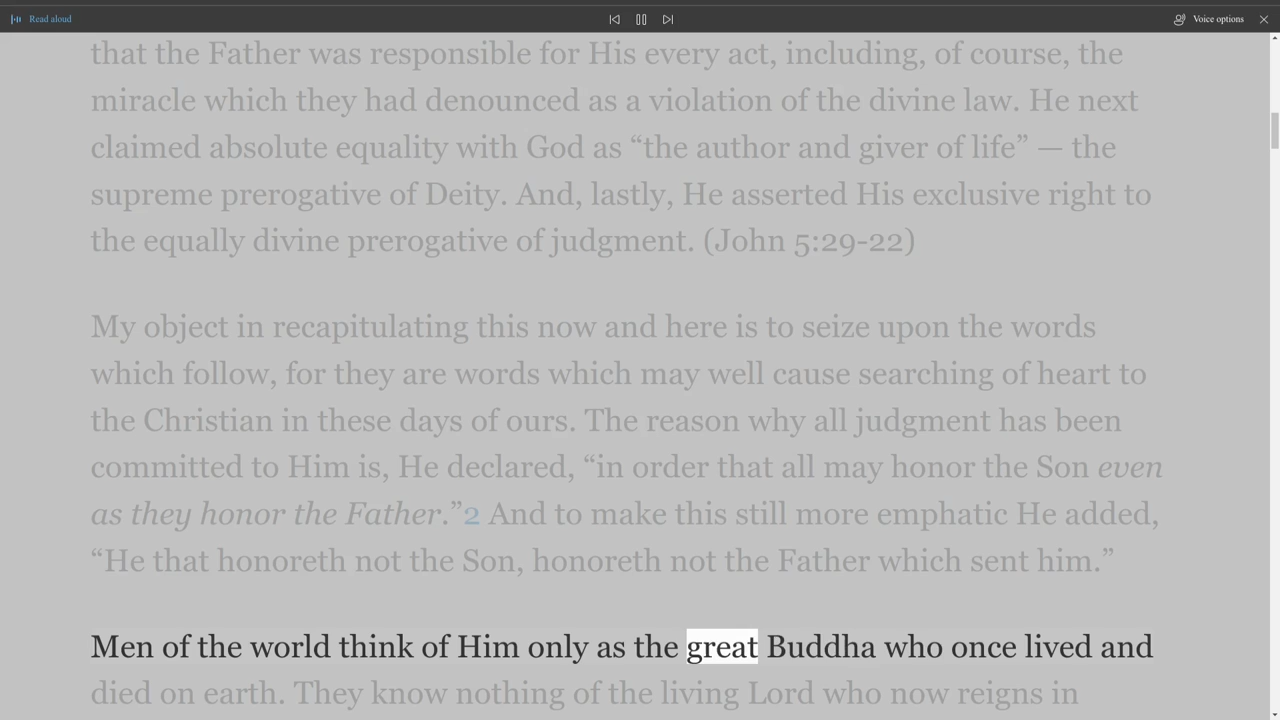 Read aloud
Voice options
that the Father was responsible for His every act, including, of course, the
miracle which they had denounced as a violation of the divine law. He next
claimed absolute equality with God as “the author and giver of life” — the
supreme prerogative of Deity. And, lastly, He asserted His exclusive right to
the equally divine prerogative of judgment. (John 5:29-22)
My object in recapitulating this now and here is to seize upon the words
which follow, for they are words which may well cause searching of heart to
the Christian in these days of ours. The reason why all judgment has been
committed to Him is, He declared, “in order that all may honor the Son even
as they honor the Father.”2 And to make this still more emphatic He added,
“He that honoreth not the Son, honoreth not the Father which sent him.”
Men of the world think of Him only as the great Buddha who once lived and
died on earth. They know nothing of the living Lord who now reigns in